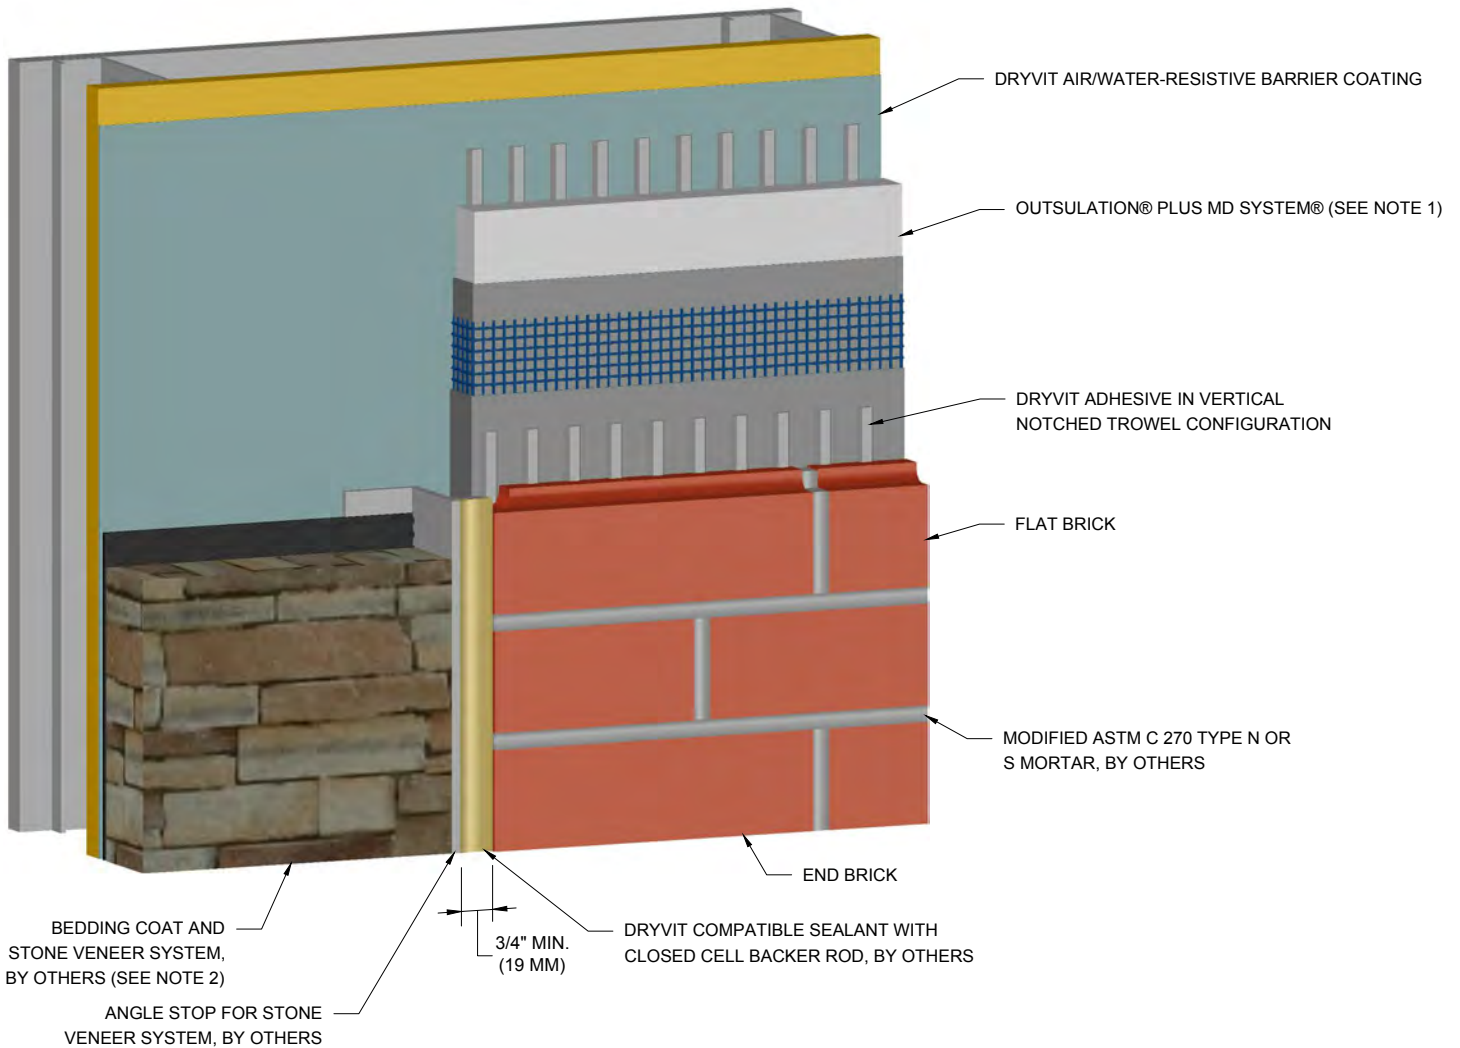 DRYVIT AIR/WATER-RESISTIVE BARRIER COATING
OUTSULATION® PLUS MD SYSTEM® (SEE NOTE 1)
DRYVIT ADHESIVE IN VERTICAL
NOTCHED TROWEL CONFIGURATION
FLAT BRICK
MODIFIED ASTM C 270 TYPE N OR
S MORTAR, BY OTHERS
END BRICK
DRYVIT COMPATIBLE SEALANT WITH
CLOSED CELL BACKER ROD, BY OTHERS
3/4" MIN.
(19 MM)
BEDDING COAT AND
STONE VENEER SYSTEM,
BY OTHERS (SEE NOTE 2)
ANGLE STOP FOR STONE
VENEER SYSTEM, BY OTHERS